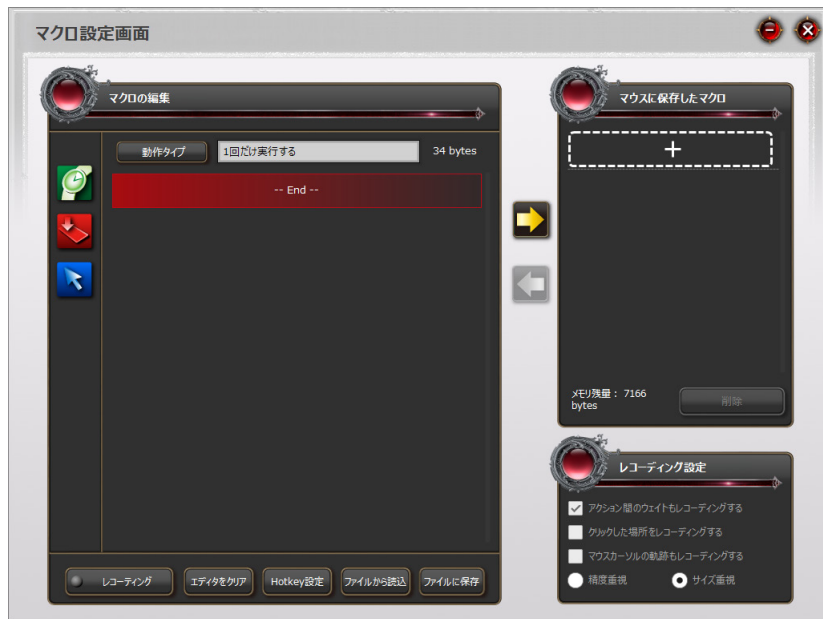 マクロ設定画面
マクロの編集
動作タイプ 1回だけ実行する 34 bytes
-- End --
レコーティング エディタをクリア Hotkey設定 ファイルから読込 ファイルに保存
マウスに保存したマクロ
+
メモリ残量： 7166
bytes
削除
レコーディング設定
アクション間のウェイトもレコーディングする
クリックした場所をレコーディングする
マウスカーソルの軌跡もレコーディングする
精度重視 サイズ重視